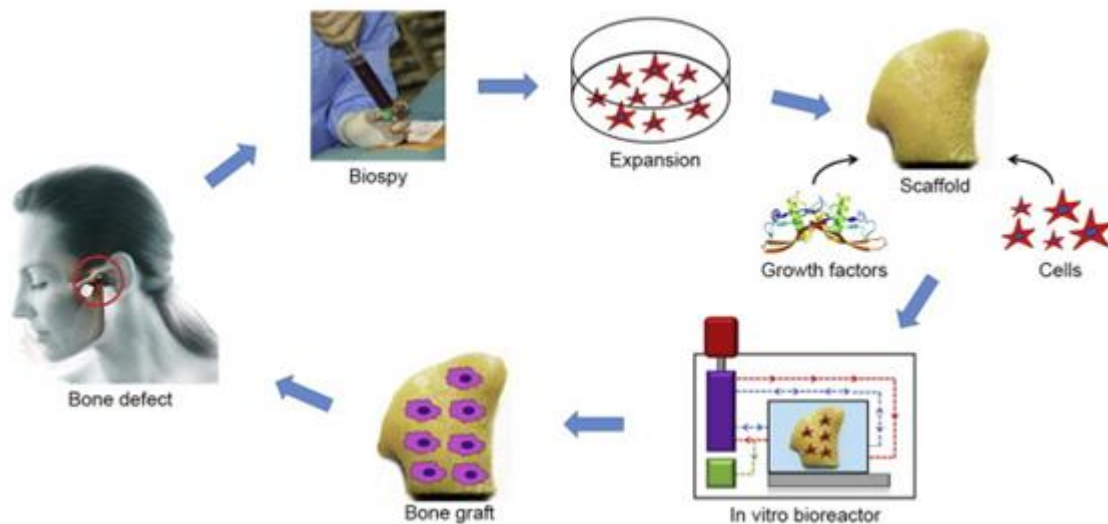 Biospy
Expansion
Scaffold
Growth factors
Cells
Bone defect
Bone graft
In vitro bioreactor